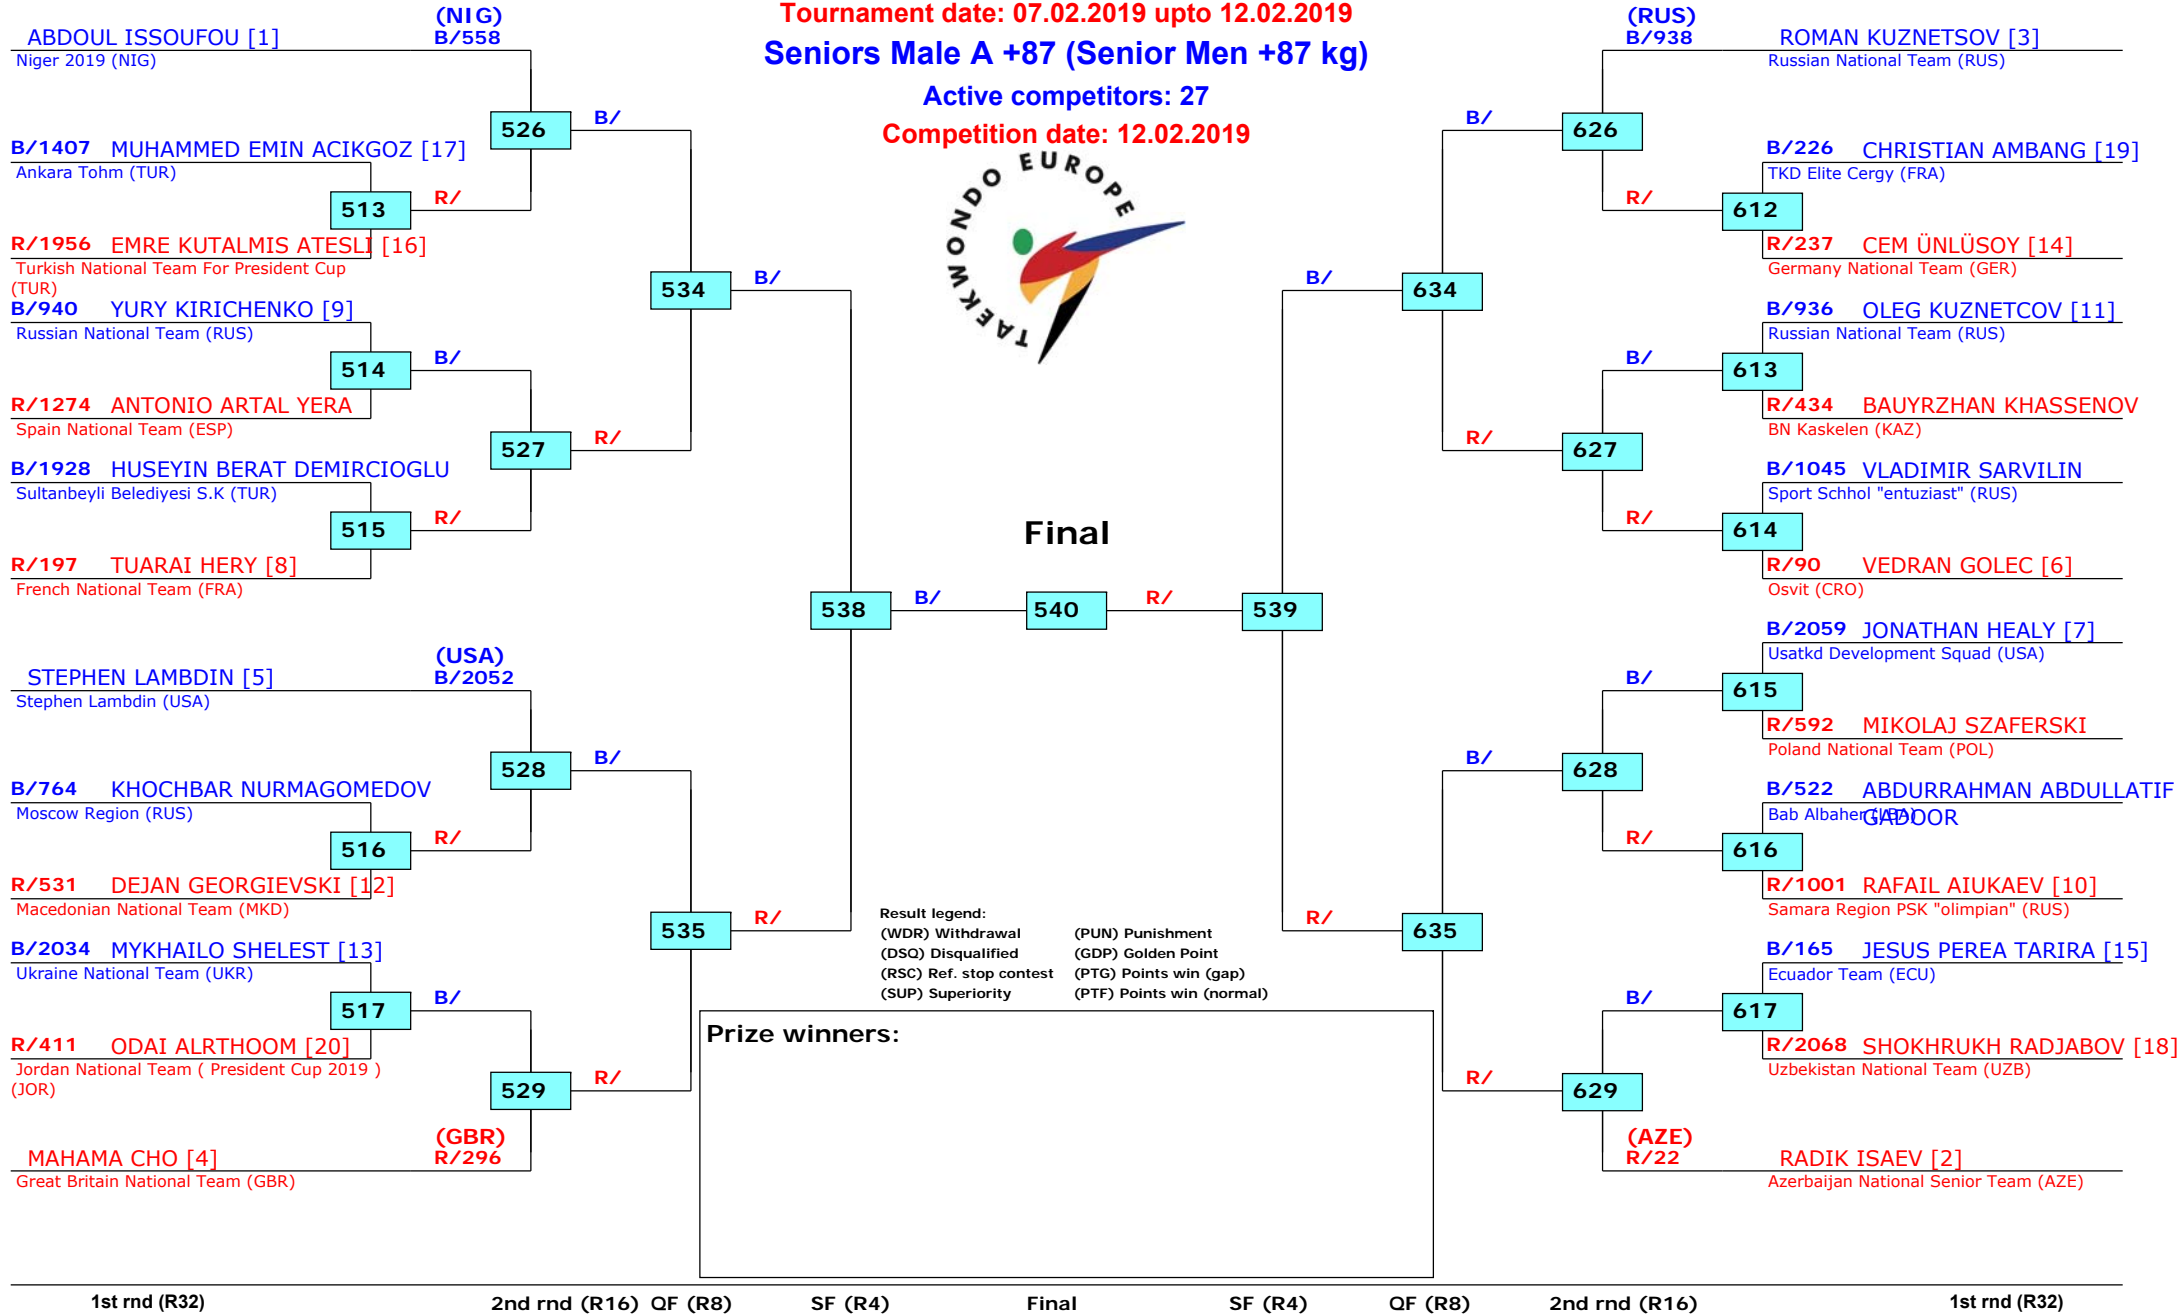 Tournament date: 07.02.2019 upto 12.02.2019
Seniors Male A +87 (Senior Men +87 kg)
Active competitors: 27
Competition date: 12.02.2019
TAEKWONDO EUROPE
(NIG)
ABDOUL ISSOUFOU [1] B/558
Niger 2019 (NIG)
526
B/
B/1407 MUHAMMED EMIN ACIKGOZ [17]
Ankara Tohm (TUR)
513
R/
R/1956 EMRE KUTALMIS ATESLI [16]
Turkish National Team For President Cup
(TUR)
534
B/
B/940 YURY KIRICHENKO [9]
Russian National Team (RUS)
514
B/
R/1274 ANTONIO ARTAL YERA
Spain National Team (ESP)
527
R/
B/1928 HUSEYIN BERAT DEMIRCIOGLU
Sultanbeyli Belediyesi S.K (TUR)
515
R/
R/197 TUARAI HERY [8]
French National Team (FRA)
538
B/
(USA)
STEPHEN LAMBDIN [5] B/2052
Stephen Lambdin (USA)
528
B/
B/764 KHOCHBAR NURMAGOMEDOV
Moscow Region (RUS)
516
R/
R/531 DEJAN GEORGIEVSKI [12]
Macedonian National Team (MKD)
535
R/
B/2034 MYKHAILO SHELEST [13]
Ukraine National Team (UKR)
517
B/
R/411 ODAI ALRTHOOM [20]
Jordan National Team ( President Cup 2019 )
(JOR)
529
R/
(GBR)
MAHAMA CHO [4] R/296
Great Britain National Team (GBR)
Final
540
R/
539
(RUS)
B/938 ROMAN KUZNETSOV [3]
Russian National Team (RUS)
B/
626
B/226 CHRISTIAN AMBANG [19]
TKD Elite Cergy (FRA)
R/
612
R/237 CEM ÜNLÜSOY [14]
Germany National Team (GER)
B/
634
B/936 OLEG KUZNETCOV [11]
Russian National Team (RUS)
B/
613
R/434 BAUYRZHAN KHASSENOV
BN Kaskelen (KAZ)
R/
627
B/1045 VLADIMIR SARVILIN
Sport Schhol "entuziast" (RUS)
R/
614
R/90 VEDRAN GOLEC [6]
Osvit (CRO)
B/2059 JONATHAN HEALY [7]
Usatkd Development Squad (USA)
B/
615
R/592 MIKOLAJ SZAFERSKI
Poland National Team (POL)
B/
628
B/522 ABDURRAHMAN ABDULLATIF
GADOOR
Bab Albaher (LBA)
R/
616
R/1001 RAFAIL AIUKAEV [10]
Samara Region PSK "olimpian" (RUS)
R/
635
B/165 JESUS PEREA TARIRA [15]
Ecuador Team (ECU)
B/
617
R/2068 SHOKHRUKH RADJABOV [18]
Uzbekistan National Team (UZB)
R/
629
(AZE)
R/22 RADIK ISAEV [2]
Azerbaijan National Senior Team (AZE)
Result legend:
(WDR) Withdrawal (PUN) Punishment
(DSQ) Disqualified (GDP) Golden Point
(RSC) Ref. stop contest (PTG) Points win (gap)
(SUP) Superiority (PTF) Points win (normal)
Prize winners:
1st rnd (R32) 2nd rnd (R16) QF (R8) SF (R4) Final SF (R4) QF (R8) 2nd rnd (R16) 1st rnd (R32)